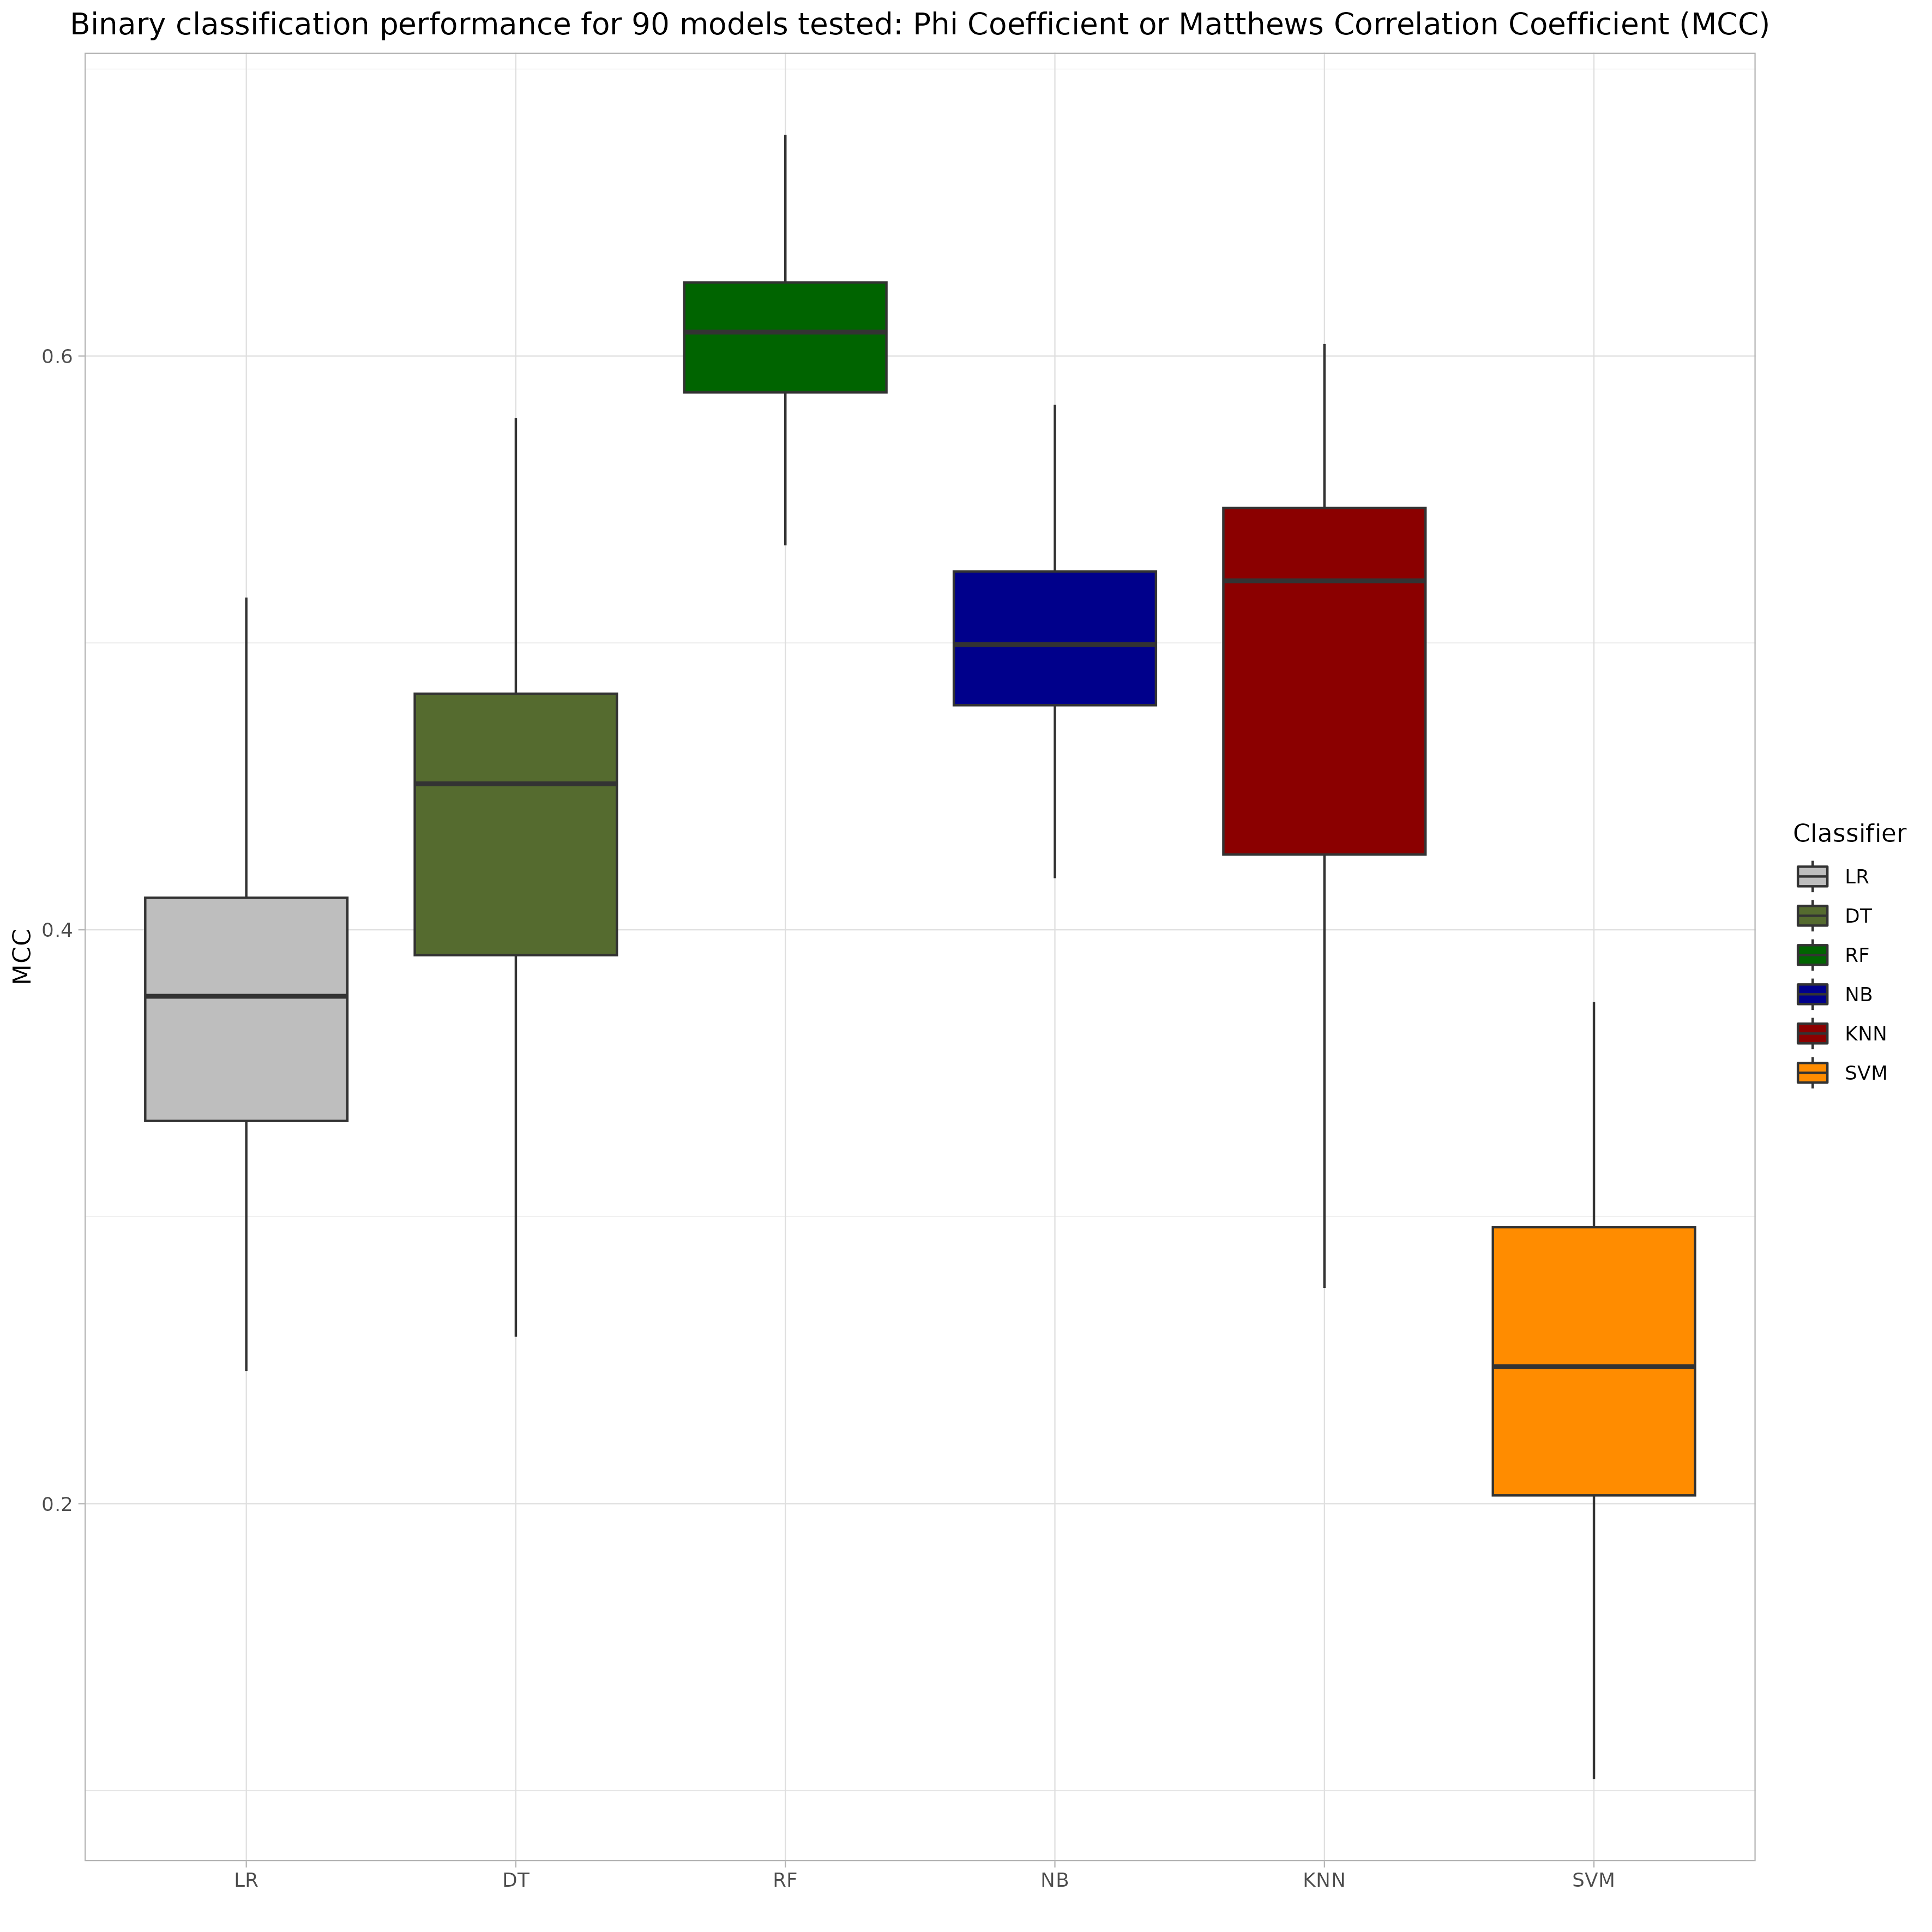 Binary classification performance for 90 models tested: Phi Coefficient or Matthews Correlation Coefficient (MCC)
MCC
0.6
0.4
0.2
LR
DT
RF
NB
KNN
SVM
Classifier
LR
DT
RF
NB
KNN
SVM